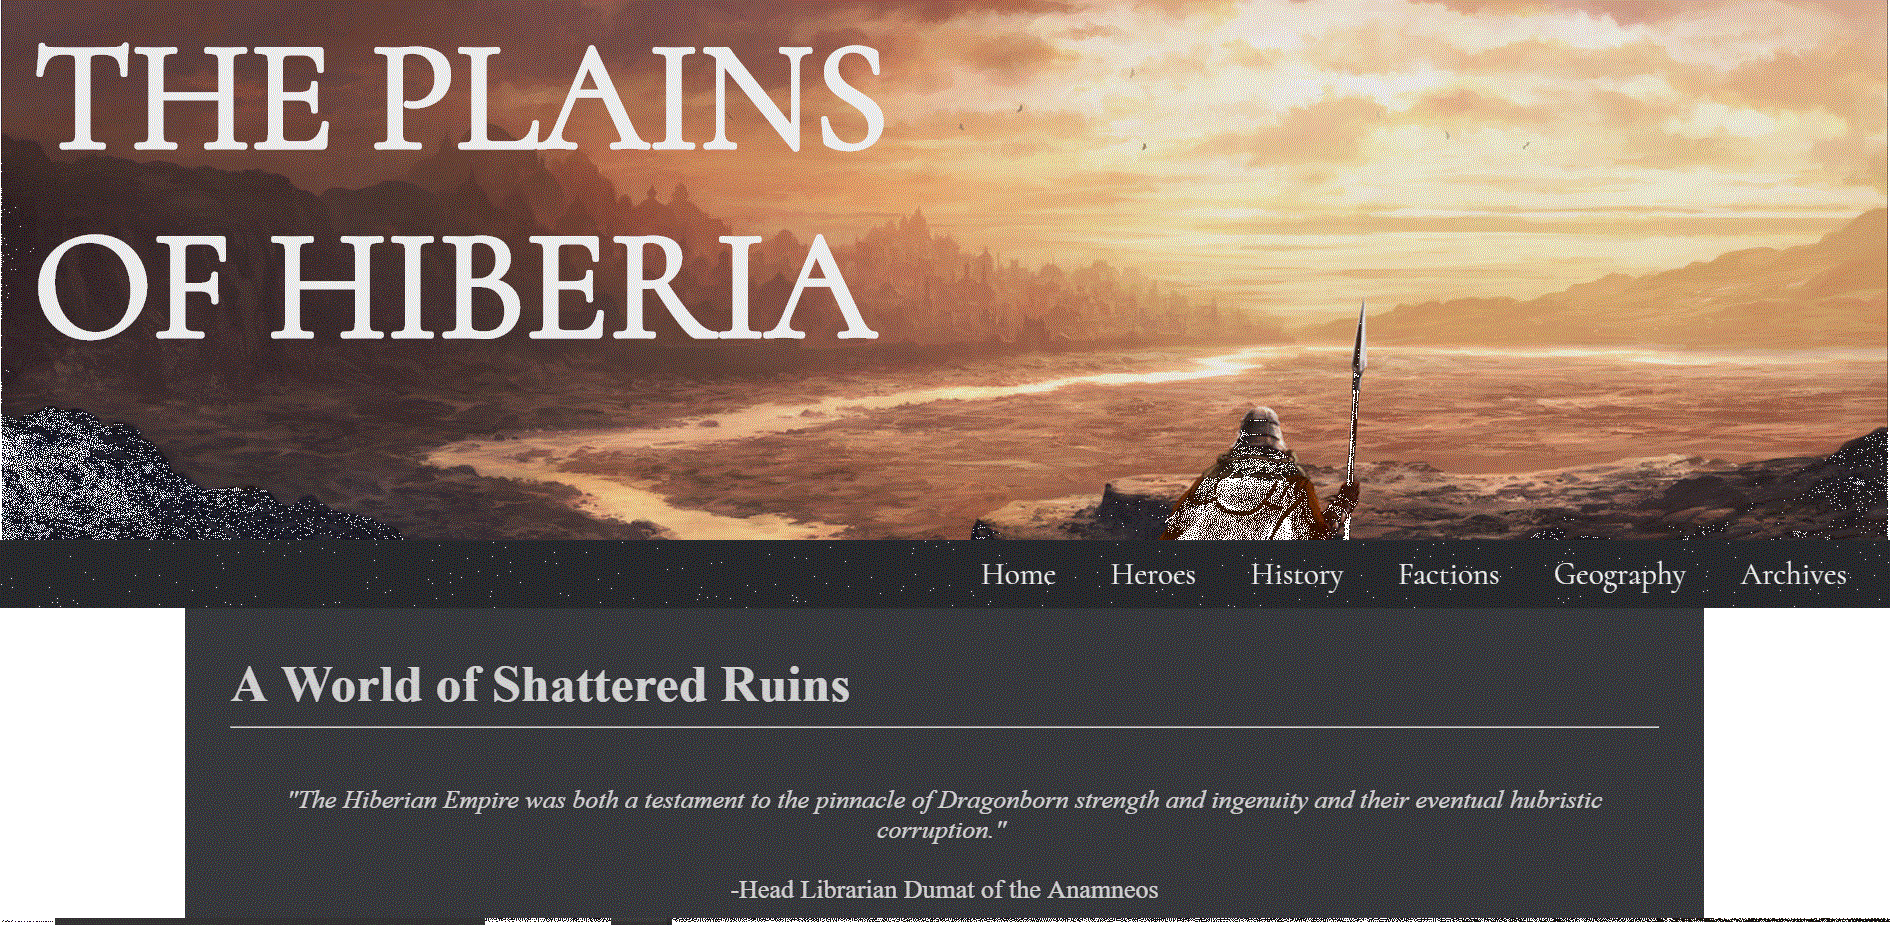 THE PLAINS
OF HIBERIA
Home Heroes History Factions Geography Archives
A World of Shattered Ruins
"The Hiberian Empire was both a testament to the pinnacle of Dragonborn strength and ingenuity and their eventual hubristic
corruption."
-Head Librarian Dumat of the Anamneos